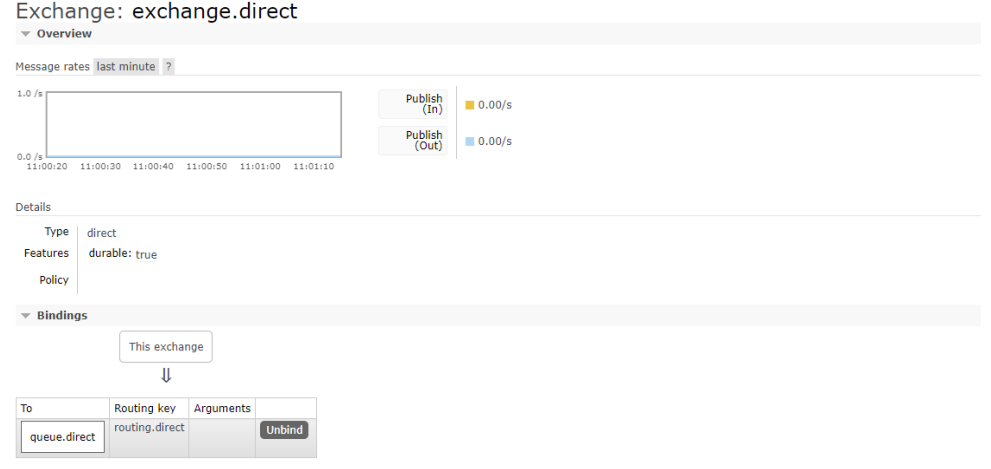 Exchange: exchange.direct
Overview
Message rates last minute ?
1.0 /s
0.0 /s
11:00:20 11:00:30 11:00:40 11:00:50 11:01:00 11:01:10
Publish
(In)
0.00/s
Publish
(Out)
0.00/s
Details
Type direct
Features durable: true
Policy
Bindings
This exchange
⇓
To Routing key Arguments
queue.direct routing.direct Unbind